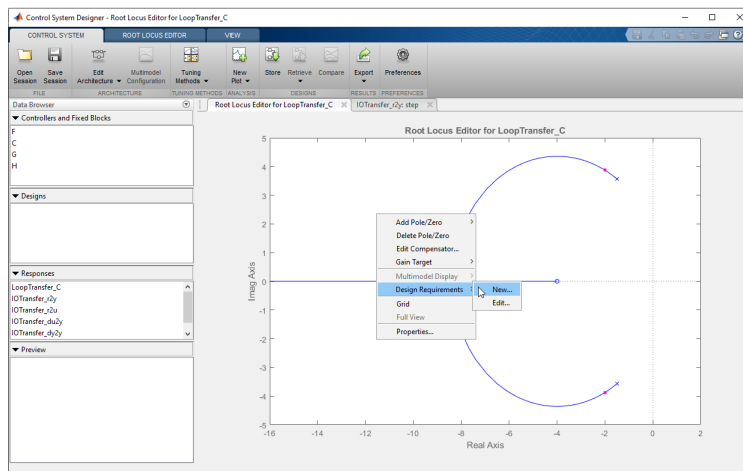 Control System Designer - Root Locus Editor for LoopTransfer_C
CONTROL SYSTEM ROOT LOCUS EDITOR VIEW
Open Session
Save Session
Edit Architecture
Multimodel Configuration
Tuning Methods
New Plot
Store
Retrieve
Compare
Export
Preferences
FILE ARCHITECTURE TUNING METHODS ANALYSIS DESIGNS RESULTS PREFERENCES
Data Browser
Root Locus Editor for LoopTransfer_C
IOTransfer_r2y: step
Controllers and Fixed Blocks
F
C
G
H
Designs
Responses
LoopTransfer_C
IOTransfer_r2y
IOTransfer_r2u
IOTransfer_du2y
IOTransfer_dy2y
Preview
Root Locus Editor for LoopTransfer_C
5
4
3
2
1
0
-1
-2
-3
-4
-5
Imag Axis
Add Pole/Zero
Delete Pole/Zero
Edit Compensator...
Gain Target
Multimodel Display
Design Requirements
Grid
Full View
Properties...
New...
Edit...
-16 -14 -12 -10 -8 -6 -4 -2 0 2
Real Axis